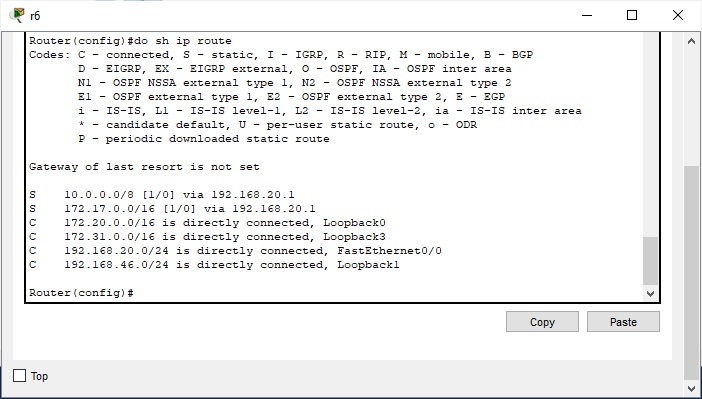 r6
Router(config)#do sh ip route
Codes: C - connected, S - static, I - IGRP, R - RIP, M - mobile, B - BGP
D - EIGRP, EX - EIGRP external, O - OSPF, IA - OSPF inter area
N1 - OSPF NSSA external type 1, N2 - OSPF NSSA external type 2
E1 - OSPF external type 1, E2 - OSPF external type 2, E - EGP
i - IS-IS, L1 - IS-IS level-1, L2 - IS-IS level-2, ia - IS-IS inter area
* - candidate default, U - per-user static route, o - ODR
P - periodic downloaded static route
Gateway of last resort is not set
S 10.0.0.0/8 [1/0] via 192.168.20.1
S 172.17.0.0/16 [1/0] via 192.168.20.1
C 172.20.0.0/16 is directly connected, Loopback0
C 172.31.0.0/16 is directly connected, Loopback3
C 192.168.20.0/24 is directly connected, FastEthernet0/0
C 192.168.46.0/24 is directly connected, Loopback1
Router(config)#
Copy Paste
Top